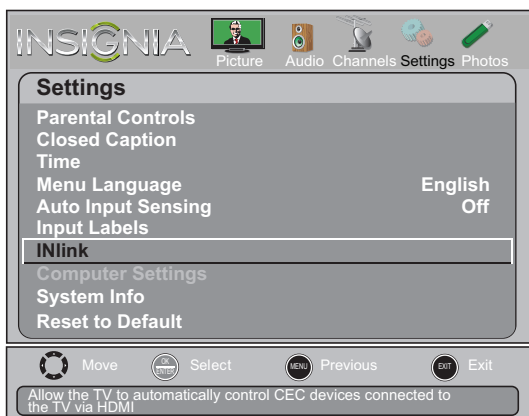 INSIGNIA
Picture Audio Channels Settings Photos
Settings
Parental Controls
Closed Caption
Time
Menu Language English
Auto Input Sensing Off
Input Labels
INlink
Computer Settings
System Info
Reset to Default
Move OK ENTER Select MENU Previous EXIT Exit
Allow the TV to automatically control CEC devices connected to
the TV via HDMI